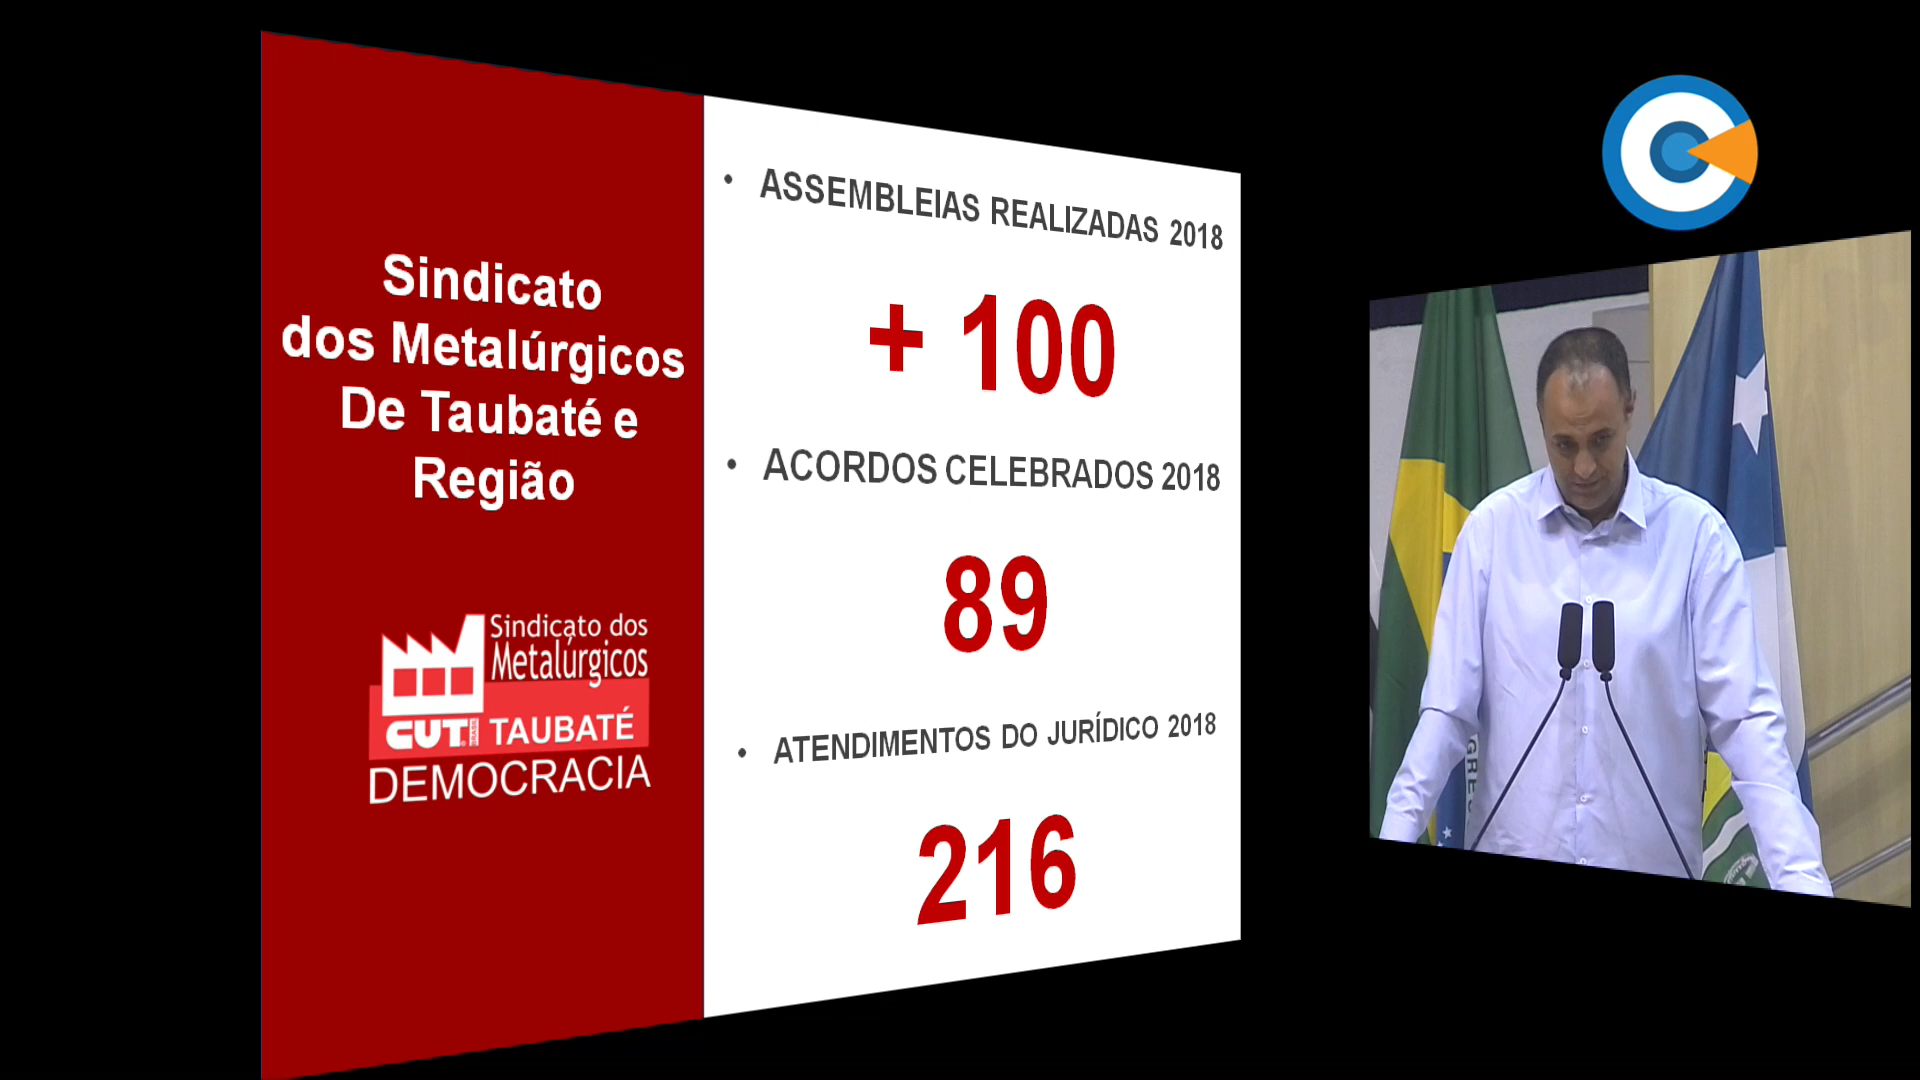 Sindicato
dos Metalúrgicos
De Taubaté e
Região
Sindicato dos
Metalúrgicos
CUT BRASIL TAUBATÉ
DEMOCRACIA
• ASSEMBLEIAS REALIZADAS 2018
+ 100
• ACORDOS CELEBRADOS 2018
89
• ATENDIMENTOS DO JURÍDICO 2018
216